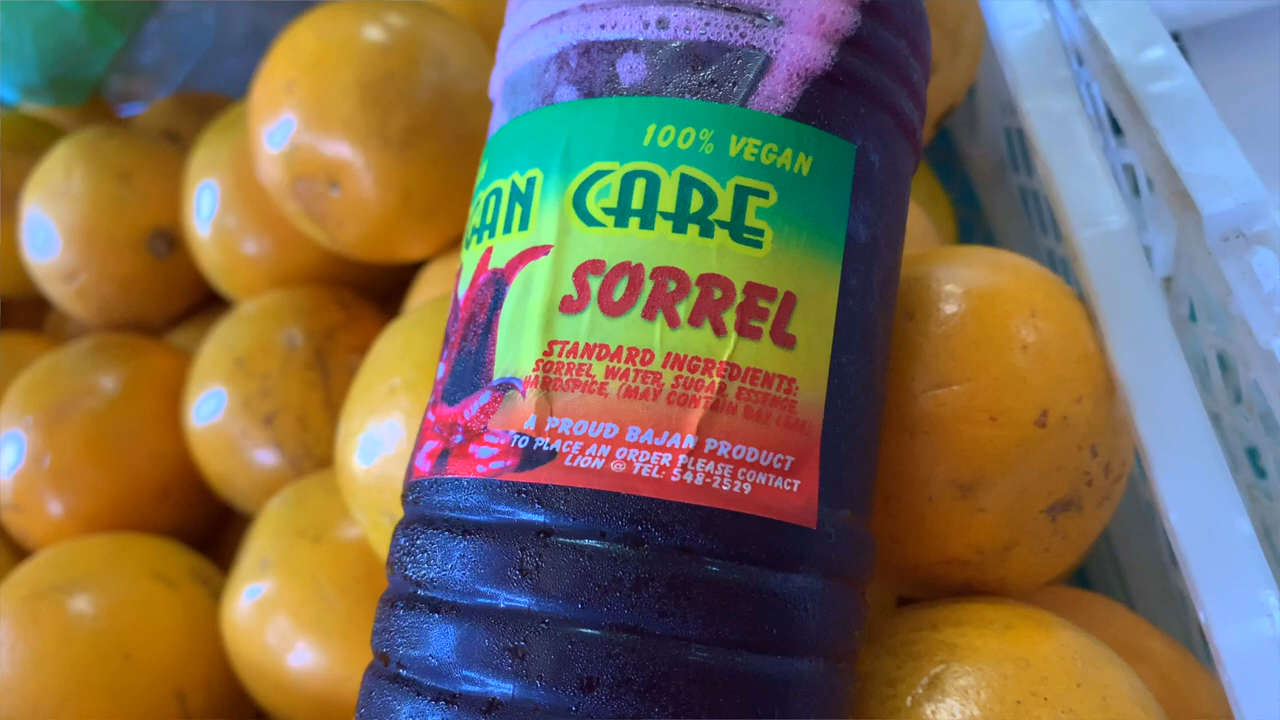 100% VEGAN
GAN CARE
SORREL
STANDARD INGREDIENTS:
SORREL, WATER, SUGAR, ESSENCE,
HARDSPICE, (MAY CONTAIN BAY LEAF)
A PROUD BAJAN PRODUCT
TO PLACE AN ORDER PLEASE CONTACT
LION @ TEL: 548-2529